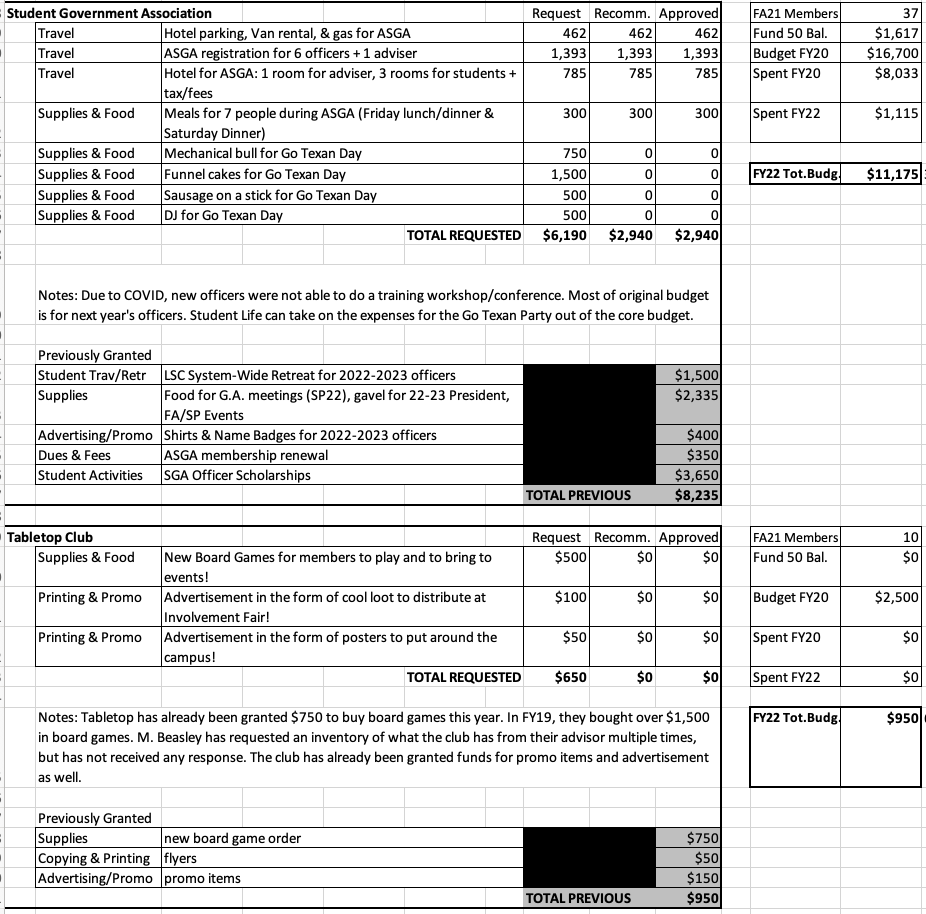 Student Government Association Request Recomm. Approved FA21 Members 37
Travel Hotel parking, Van rental, & gas for ASGA 462 462 462 Fund 50 Bal. $1,617
Travel ASGA registration for 6 officers + 1 adviser 1,393 1,393 1,393 Budget FY20 $16,700
Travel Hotel for ASGA: 1 room for adviser, 3 rooms for students + 785 785 785 Spent FY20 $8,033
tax/fees
Supplies & Food Meals for 7 people during ASGA (Friday lunch/dinner & 300 300 300 Spent FY22 $1,115
Saturday Dinner)
Supplies & Food Mechanical bull for Go Texan Day 750 0 0
Supplies & Food Funnel cakes for Go Texan Day 1,500 0 0 FY22 Tot.Budg. $11,175
Supplies & Food Sausage on a stick for Go Texan Day 500 0 0
Supplies & Food DJ for Go Texan Day 500 0 0
TOTAL REQUESTED $6,190 $2,940 $2,940
Notes: Due to COVID, new officers were not able to do a training workshop/conference. Most of original budget
is for next year's officers. Student Life can take on the expenses for the Go Texan Party out of the core budget.
Previously Granted
Student Trav/Retr LSC System-Wide Retreat for 2022-2023 officers $1,500
Supplies Food for G.A. meetings (SP22), gavel for 22-23 President, $2,335
FA/SP Events
Advertising/Promo Shirts & Name Badges for 2022-2023 officers $400
Dues & Fees ASGA membership renewal $350
Student Activities SGA Officer Scholarships $3,650
TOTAL PREVIOUS $8,235
Tabletop Club Request Recomm. Approved FA21 Members 10
Supplies & Food New Board Games for members to play and to bring to $500 $0 $0 Fund 50 Bal. $0
events!
Printing & Promo Advertisement in the form of cool loot to distribute at $100 $0 $0 Budget FY20 $2,500
Involvement Fair!
Printing & Promo Advertisement in the form of posters to put around the $50 $0 $0 Spent FY20 $0
campus!
TOTAL REQUESTED $650 $0 $0 Spent FY22 $0
Notes: Tabletop has already been granted $750 to buy board games this year. In FY19, they bought over $1,500 FY22 Tot.Budg. $950
in board games. M. Beasley has requested an inventory of what the club has from their advisor multiple times,
but has not received any response. The club has already been granted funds for promo items and advertisement
as well.
Previously Granted
Supplies new board game order $750
Copying & Printing flyers $50
Advertising/Promo promo items $150
TOTAL PREVIOUS $950